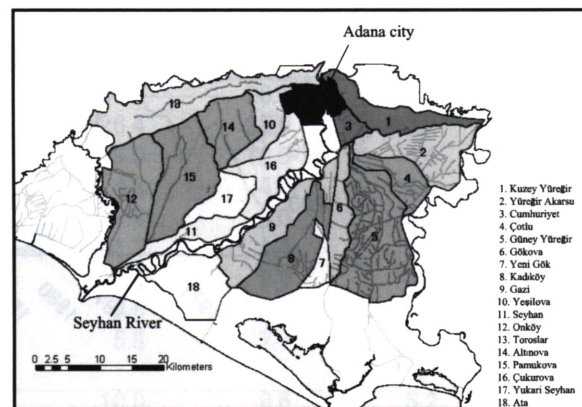 Adana city
13
1
10
14
3
2
16
4
15
12
17
6
11
9
5
8
7
18
Seyhan River
0 2.5 5 10 15 20
Kilometers
1. Kuzey Yüreğir
2. Yüreğir Akarsu
3. Cumhuriyet
4. Çotlu
5. Güney Yüreğir
6. Gökova
7. Yeni Gök
8. Kadıköy
9. Gazi
10. Yeşilova
11. Seyhan
12. Onköy
13. Toroslar
14. Altınova
15. Pamukova
16. Çukurova
17. Yukari Seyhan
18. Ata